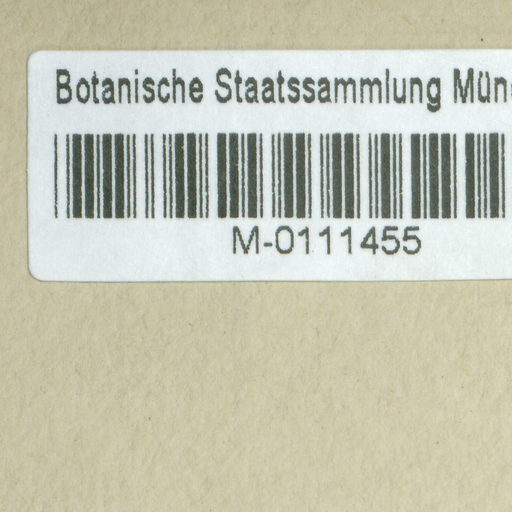 Botanische Staatssammlung Mün
M-0111455